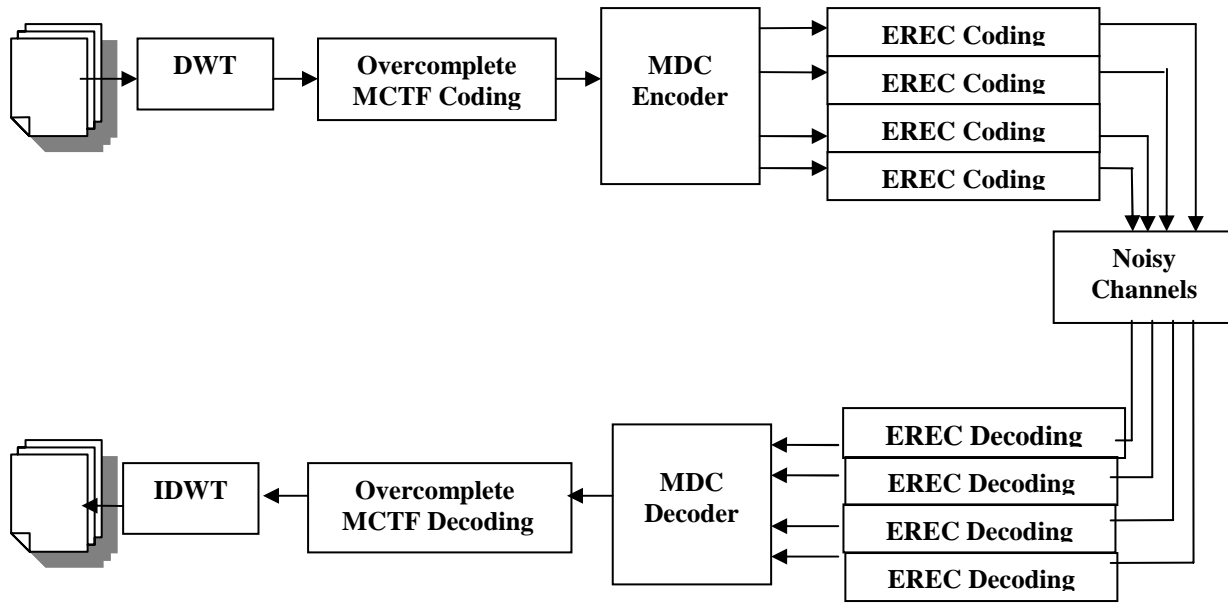 DWT
Overcomplete
MCTF Coding
MDC
Encoder
EREC Coding
EREC Coding
EREC Coding
EREC Coding
Noisy
Channels
EREC Decoding
EREC Decoding
EREC Decoding
EREC Decoding
MDC
Decoder
Overcomplete
MCTF Decoding
IDWT